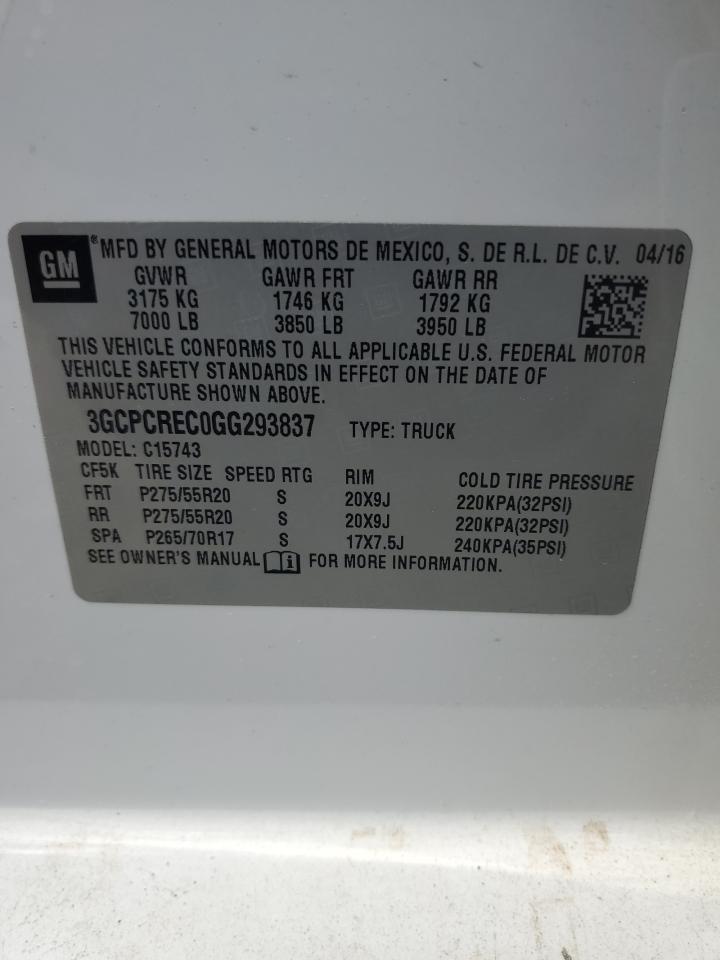 GM ® MFD BY GENERAL MOTORS DE MEXICO, S. DE R.L. DE C.V. 04/16
GVWR GAWR FRT GAWR RR
3175 KG 1746 KG 1792 KG
7000 LB 3850 LB 3950 LB
THIS VEHICLE CONFORMS TO ALL APPLICABLE U.S. FEDERAL MOTOR
VEHICLE SAFETY STANDARDS IN EFFECT ON THE DATE OF
MANUFACTURE SHOWN ABOVE.
3GCPCREC0GG293837 TYPE: TRUCK
MODEL: C15743
CF5K TIRE SIZE SPEED RTG RIM COLD TIRE PRESSURE
FRT P275/55R20 S 20X9J 220KPA(32PSI)
RR P275/55R20 S 20X9J 220KPA(32PSI)
SPA P265/70R17 S 17X7.5J 240KPA(35PSI)
SEE OWNER'S MANUAL FOR MORE INFORMATION.